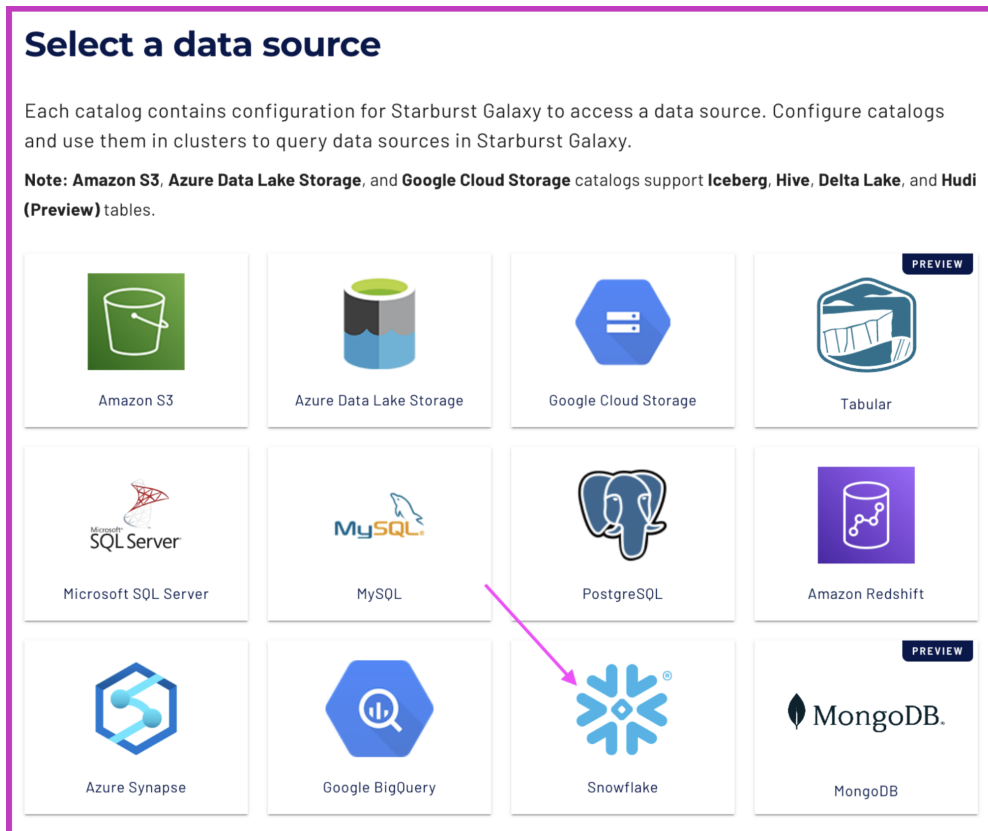 Select a data source
Each catalog contains configuration for Starburst Galaxy to access a data source. Configure catalogs
and use them in clusters to query data sources in Starburst Galaxy.
Note: Amazon S3, Azure Data Lake Storage, and Google Cloud Storage catalogs support Iceberg, Hive, Delta Lake, and Hudi
(Preview) tables.
PREVIEW
Amazon S3
Azure Data Lake Storage
Google Cloud Storage
Tabular
Microsoft®
SQL Server®
MySQL®
Microsoft SQL Server
MySQL
PostgreSQL
Amazon Redshift
PREVIEW
®
MongoDB®
Azure Synapse
Google BigQuery
Snowflake
MongoDB